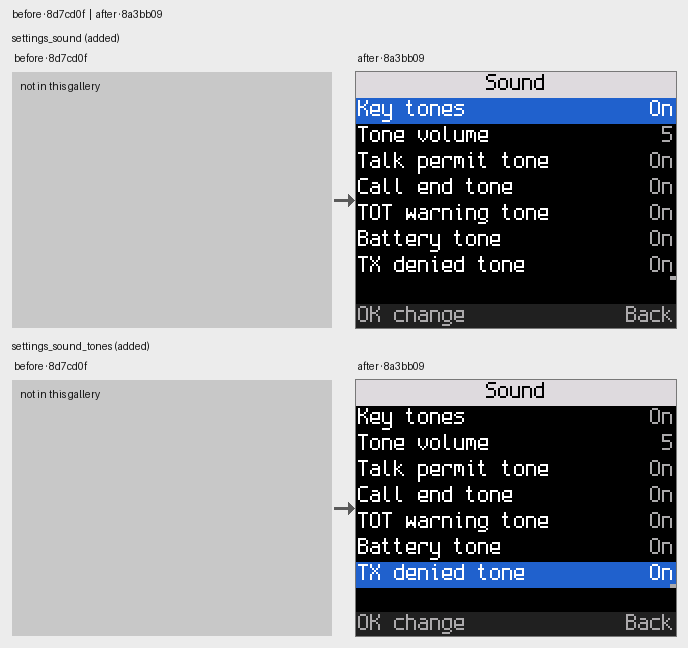 before · 8d7cd0f | after · 8a3bb09
settings_sound (added)
before · 8d7cd0f
after · 8a3bb09
not in this gallery
Sound
Key tones On
Tone volume 5
Talk permit tone On
Call end tone On
TOT warning tone On
Battery tone On
TX denied tone On
OK change Back
settings_sound_tones (added)
before · 8d7cd0f
after · 8a3bb09
not in this gallery
Sound
Key tones On
Tone volume 5
Talk permit tone On
Call end tone On
TOT warning tone On
Battery tone On
TX denied tone On
OK change Back